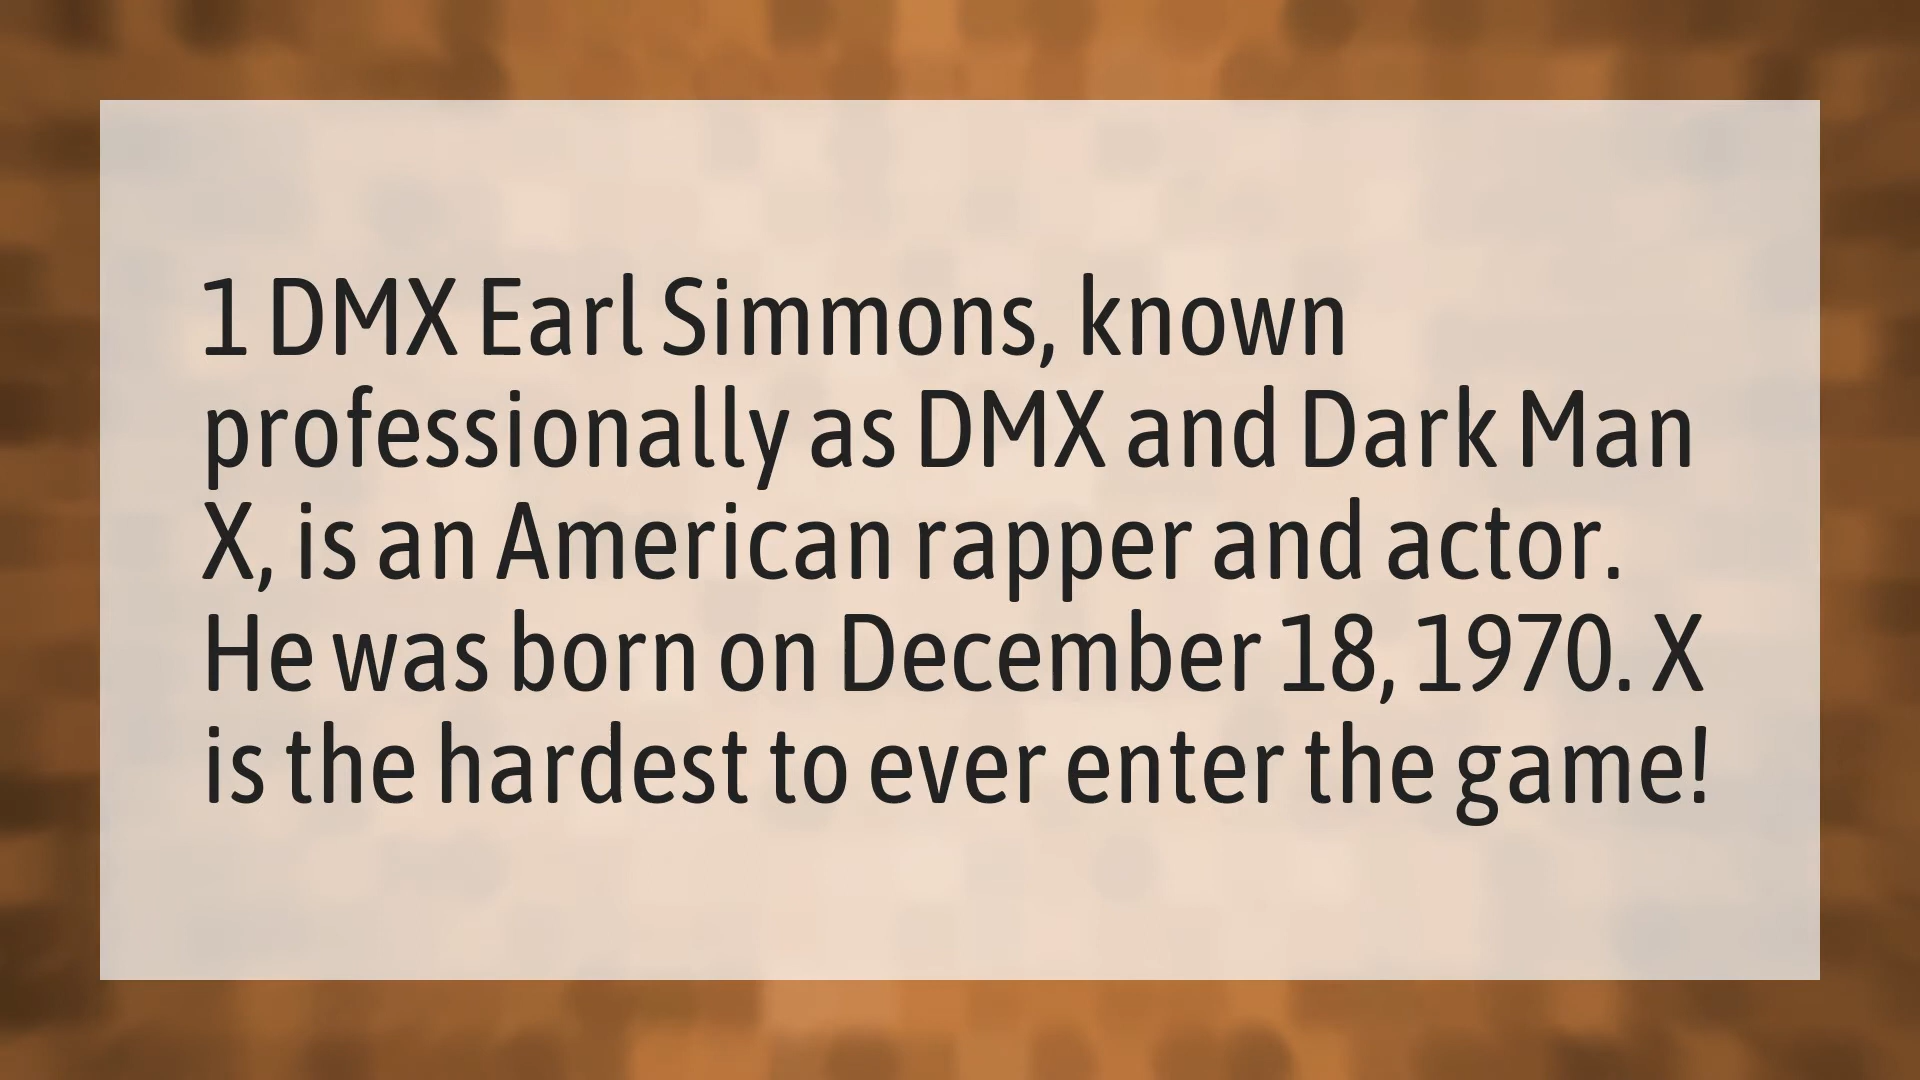 1 DMX Earl Simmons, known
professionally as DMX and Dark Man
X, is an American rapper and actor.
He was born on December 18, 1970. X
is the hardest to ever enter the game!